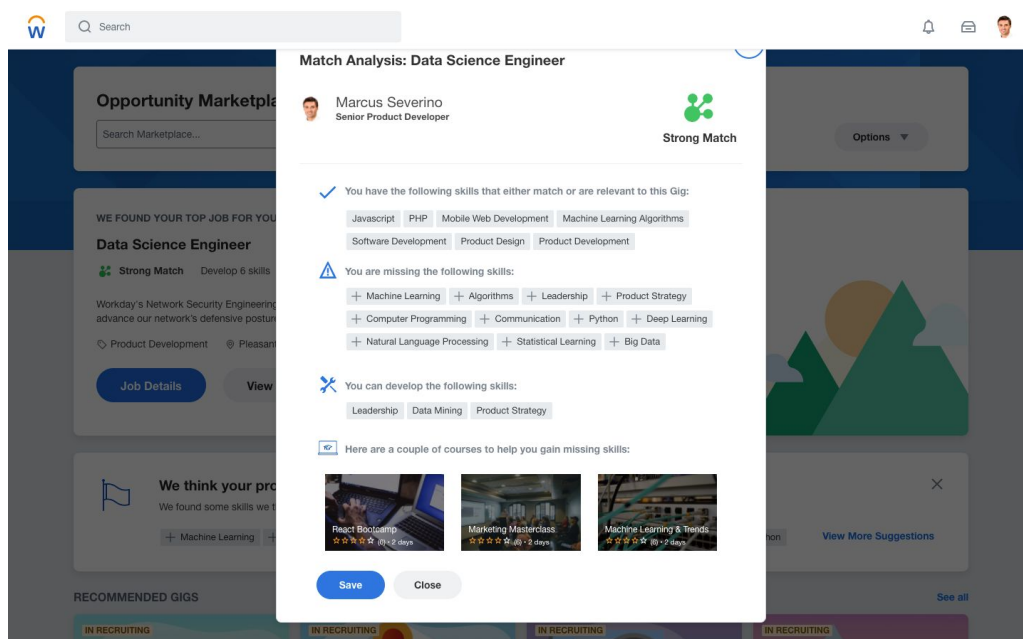 W
Search
Match Analysis: Data Science Engineer
Marcus Severino
Senior Product Developer
Strong Match
You have the following skills that either match or are relevant to this Gig:
Javascript PHP Mobile Web Development Machine Learning Algorithms
Software Development Product Design Product Development
You are missing the following skills:
+ Machine Learning + Algorithms + Leadership + Product Strategy
+ Computer Programming + Communication + Python + Deep Learning
+ Natural Language Processing + Statistical Learning + Big Data
You can develop the following skills:
Leadership Data Mining Product Strategy
Here are a couple of courses to help you gain missing skills:
React Bootcamp
(6) • 2 days
Marketing Masterclass
(6) • 2 days
Machine Learning & Trends
(6) • 2 days
Save Close
Opportunity Marketpla
Search Marketplace...
Options
WE FOUND YOUR TOP JOB FOR YOU
Data Science Engineer
Strong Match Develop 6 skills
Workday's Network Security Engineering
advance our network's defensive postur
Product Development Pleasant
Job Details View
We think your pro
We found some skills we t
+ Machine Learning +
hon
View More Suggestions
RECOMMENDED GIGS
See all
IN RECRUITING IN RECRUITING IN RECRUITING IN RECRUITING